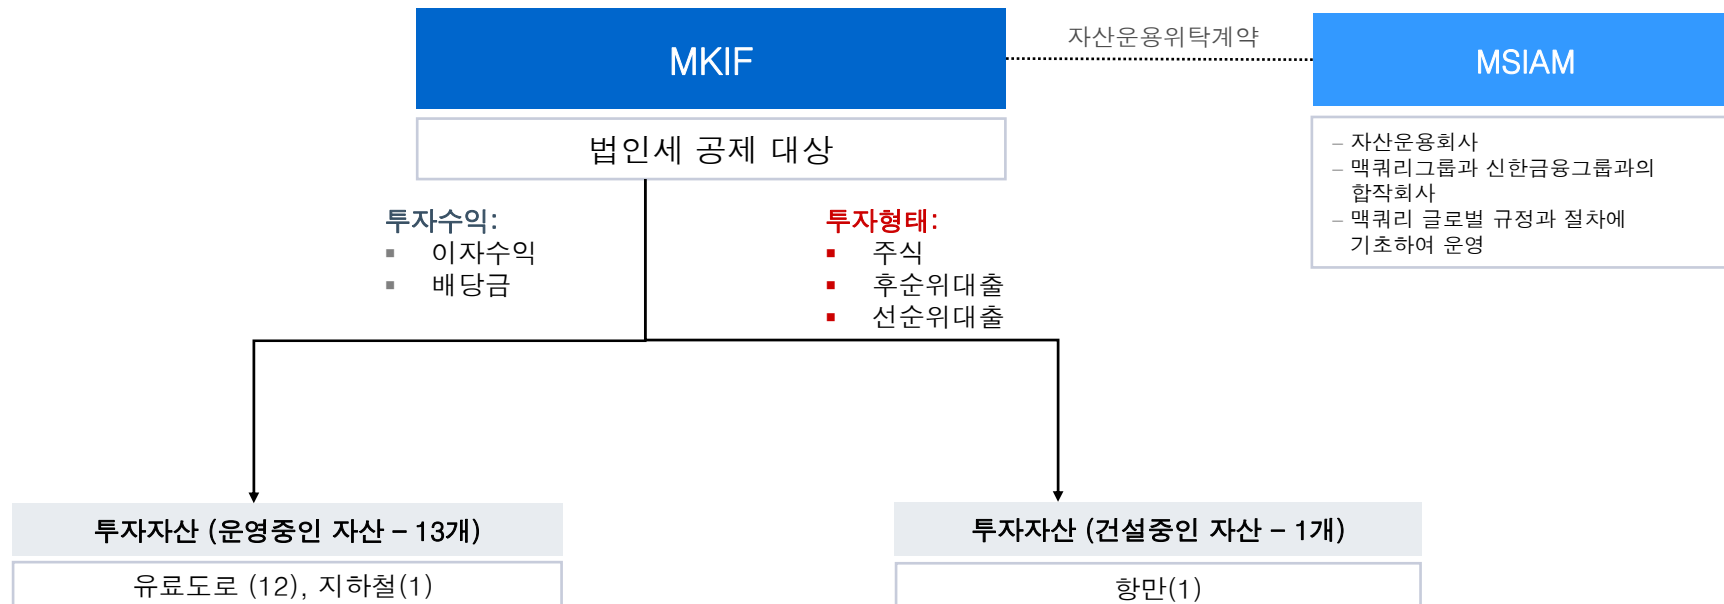 MKIF
자산운용위탁계약
MSIAM
법인세 공제 대상
– 자산운용회사
– 맥쿼리그룹과 신한금융그룹과의
합작회사
– 맥쿼리 글로벌 규정과 절차에
기초하여 운영
투자수익:
▪ 이자수익
▪ 배당금
투자형태:
▪ 주식
▪ 후순위대출
▪ 선순위대출
투자자산 (운영중인 자산 – 13개)
유료도로 (12), 지하철(1)
투자자산 (건설중인 자산 – 1개)
항만(1)